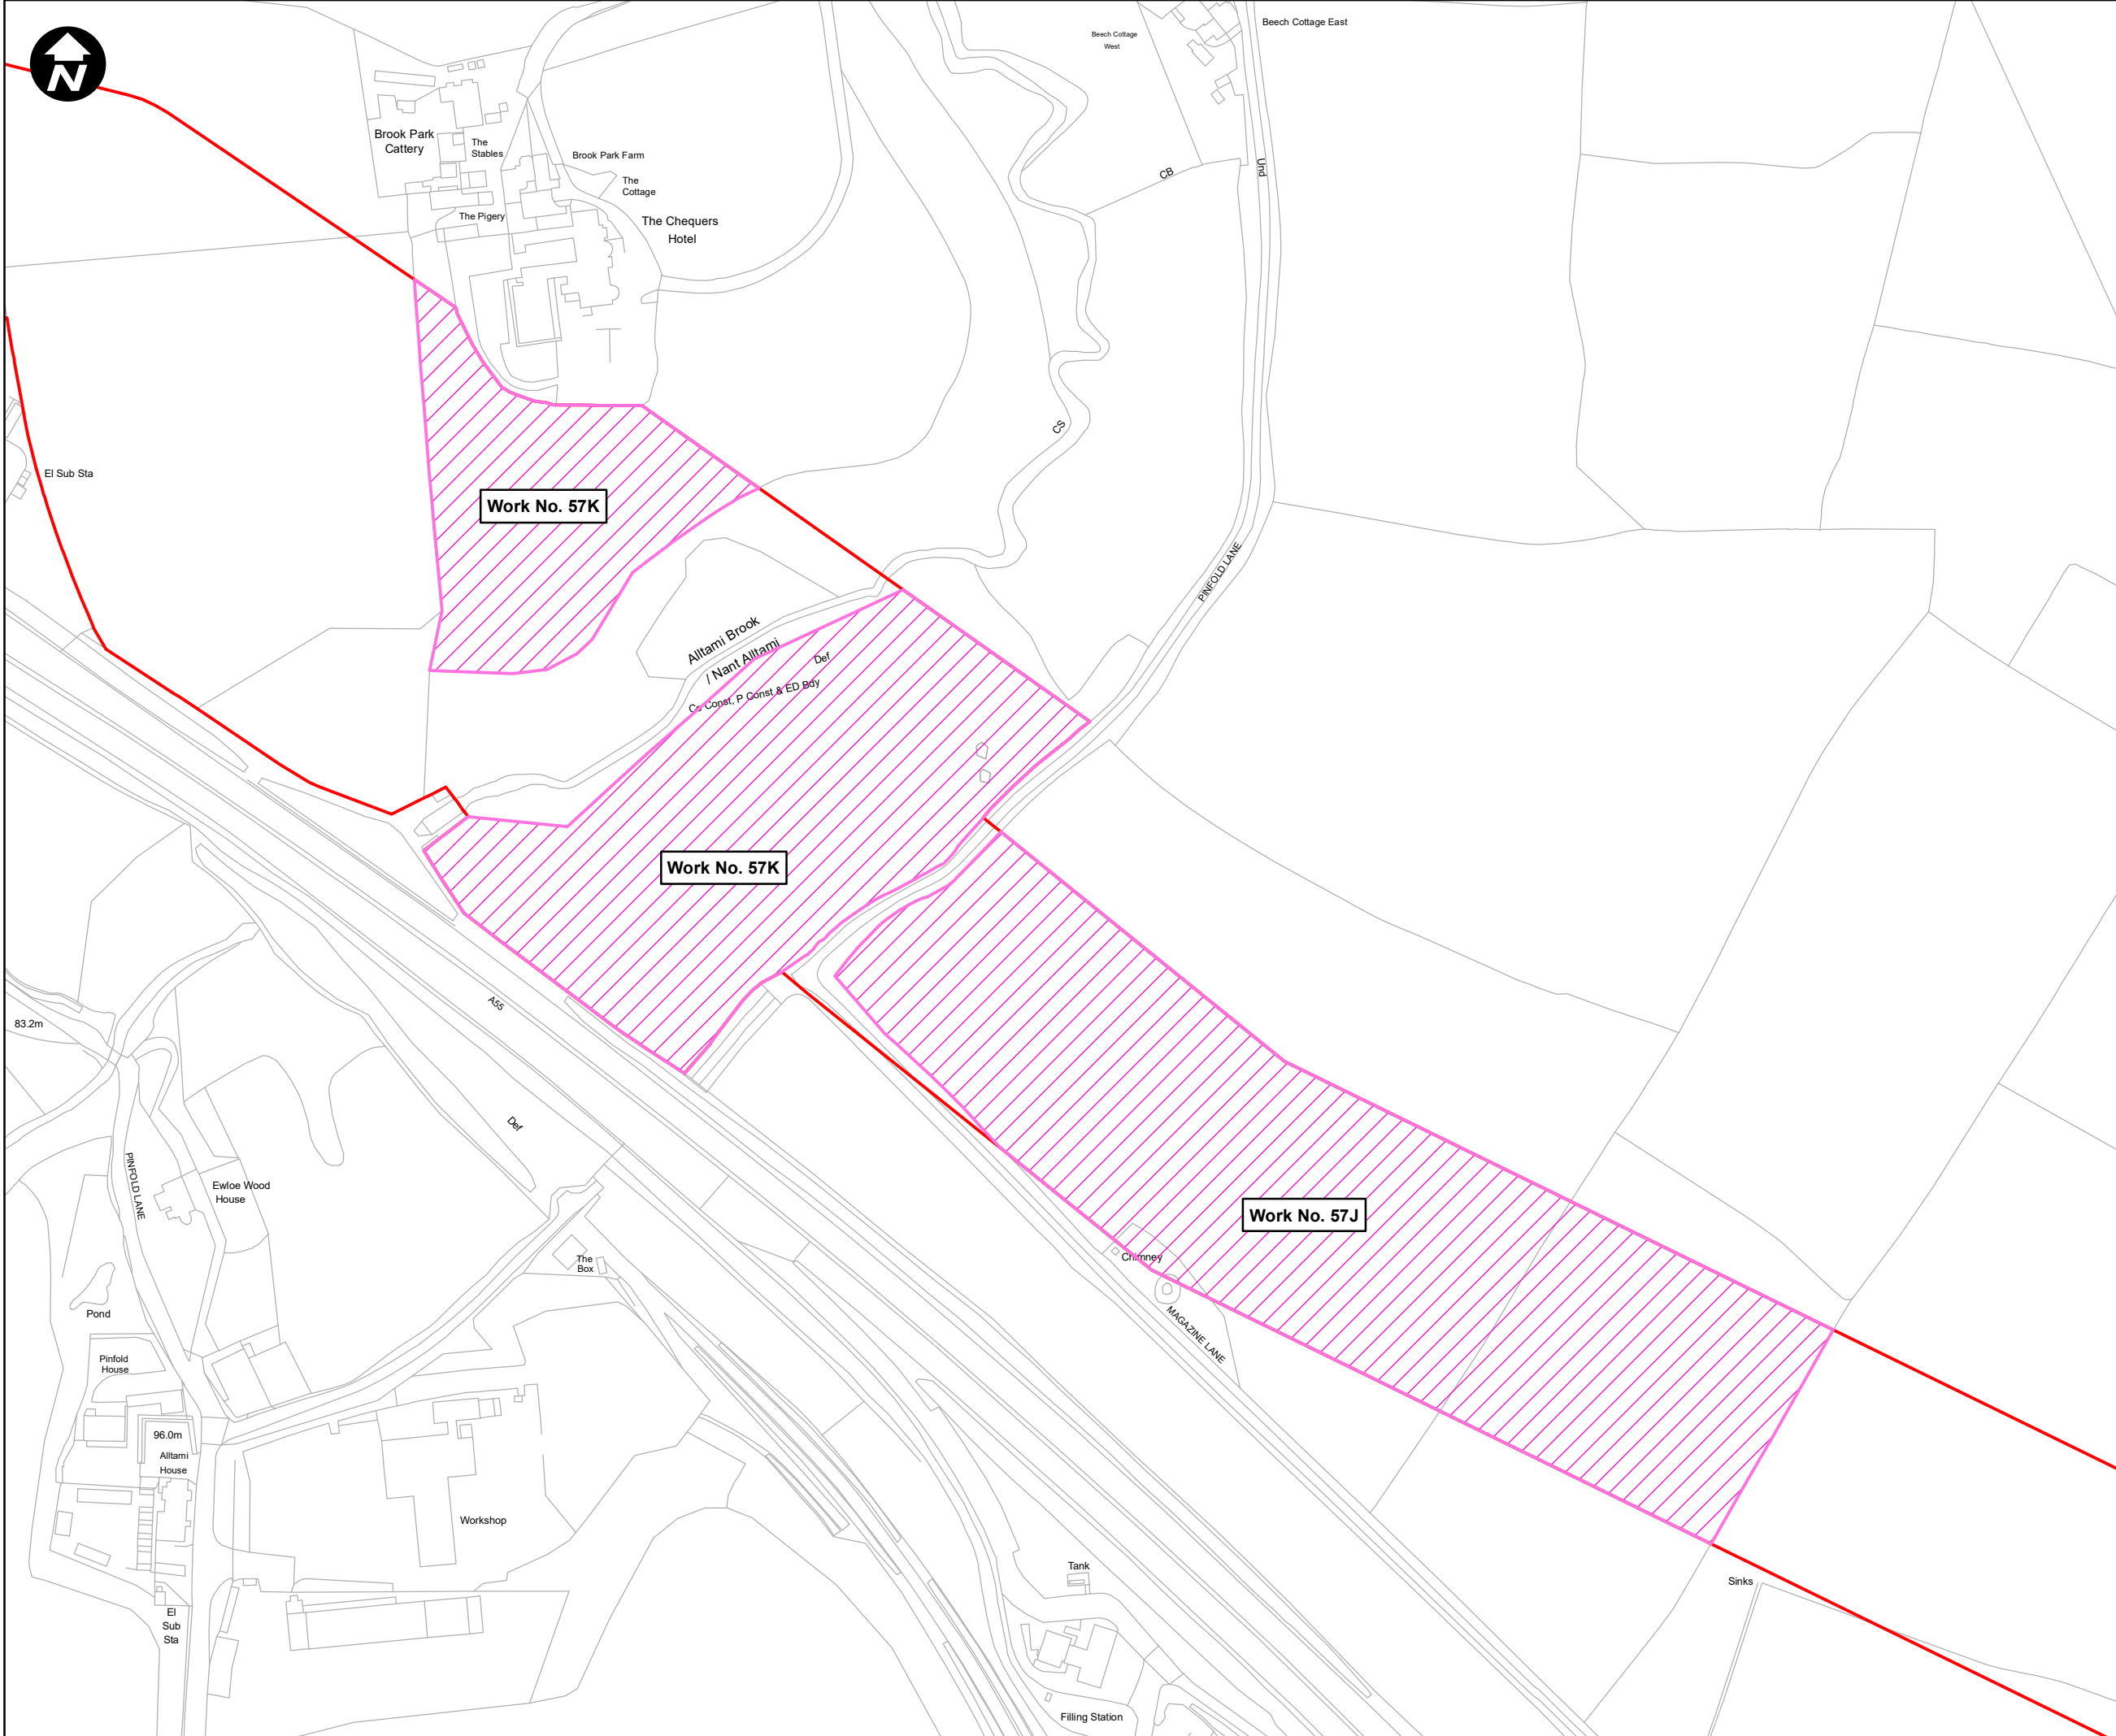 N
Beech Cottage East
Beech Cottage
West
Brook Park
Cattery
The
Stables
Brook Park Farm
The
Cottage
The Pigery
The Chequers
Hotel
CB
Und
CS
El Sub Sta
Work No. 57K
PINFOLD LANE
Alltami Brook
/ Nant Alltami
Def
Co Const, P Const & ED Bdy
Work No. 57K
A55
83.2m
Def
PINFOLD LANE
Ewloe Wood
House
Work No. 57J
The
Box
Chimney
Pond
MAGAZINE LANE
Pinfold
House
96.0m
Alltami
House
Workshop
Tank
Sinks
El
Sub
Sta
Filling Station